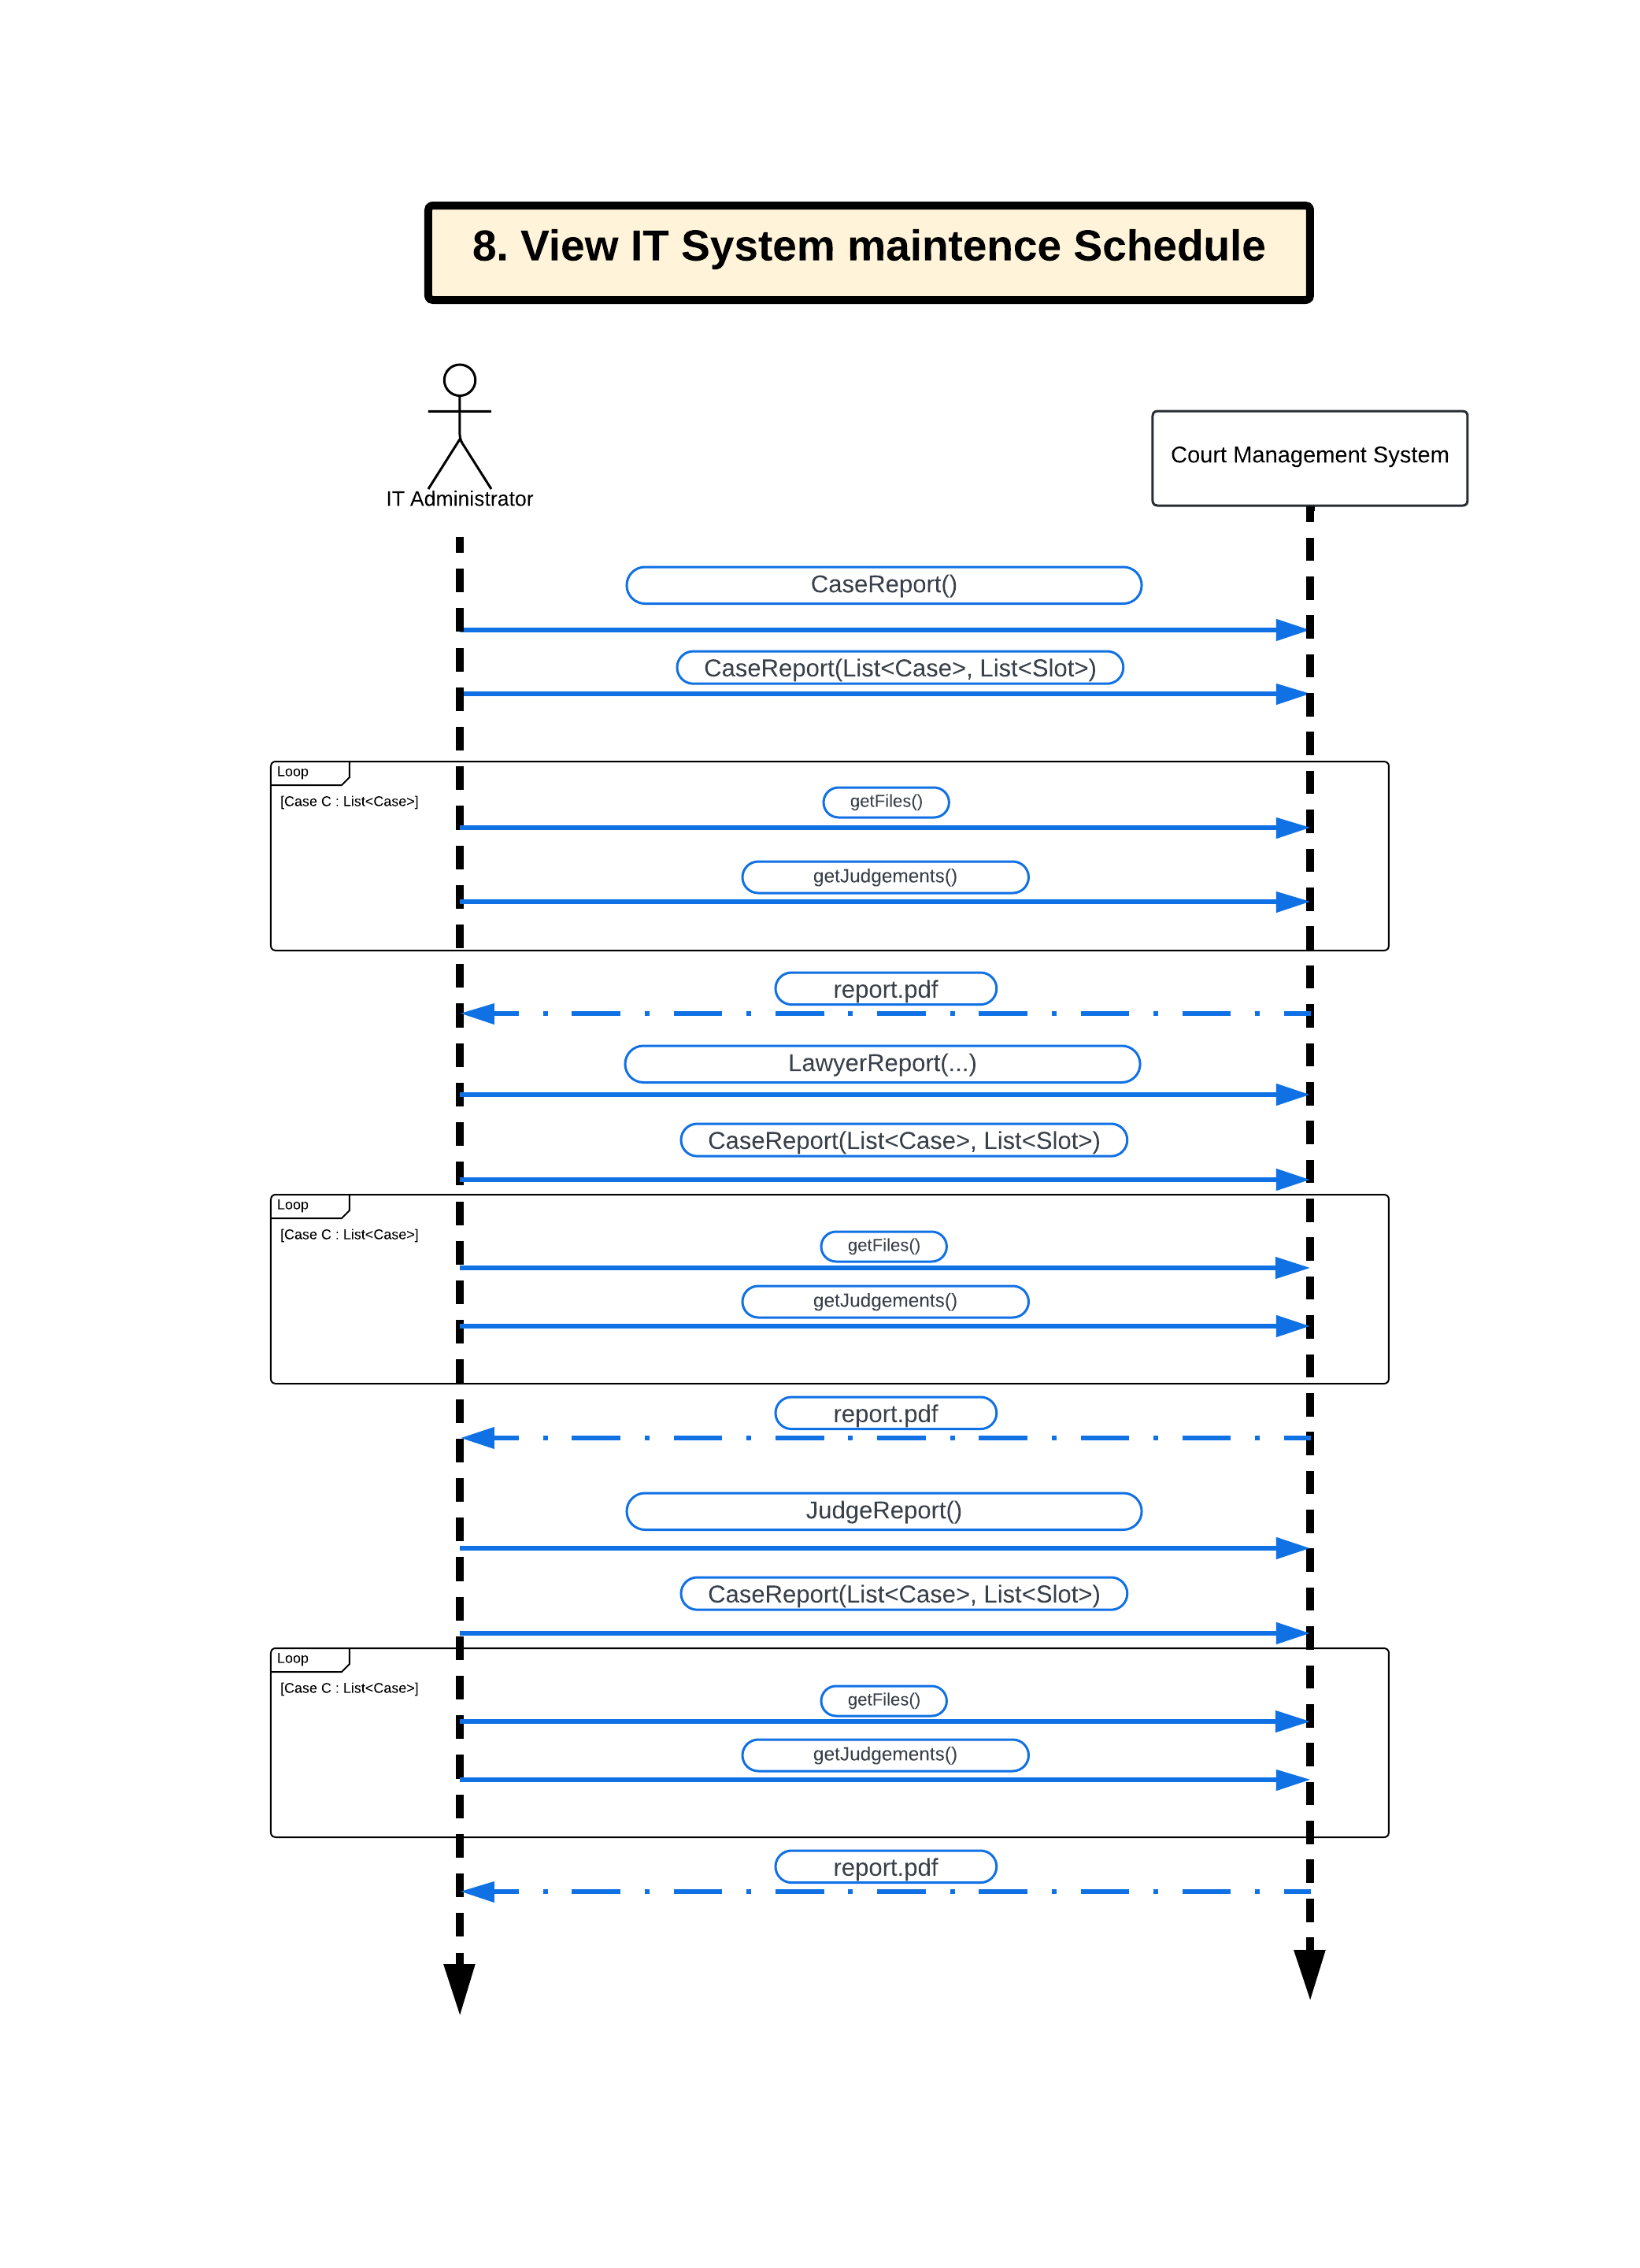 8. View IT System maintence Schedule
IT Administrator
Court Management System
CaseReport()
CaseReport(List<Case>, List<Slot>)
Loop
[Case C : List<Case>]
getFiles()
getJudgements()
report.pdf
LawyerReport(...)
CaseReport(List<Case>, List<Slot>)
Loop
[Case C : List<Case>]
getFiles()
getJudgements()
report.pdf
JudgeReport()
CaseReport(List<Case>, List<Slot>)
Loop
[Case C : List<Case>]
getFiles()
getJudgements()
report.pdf